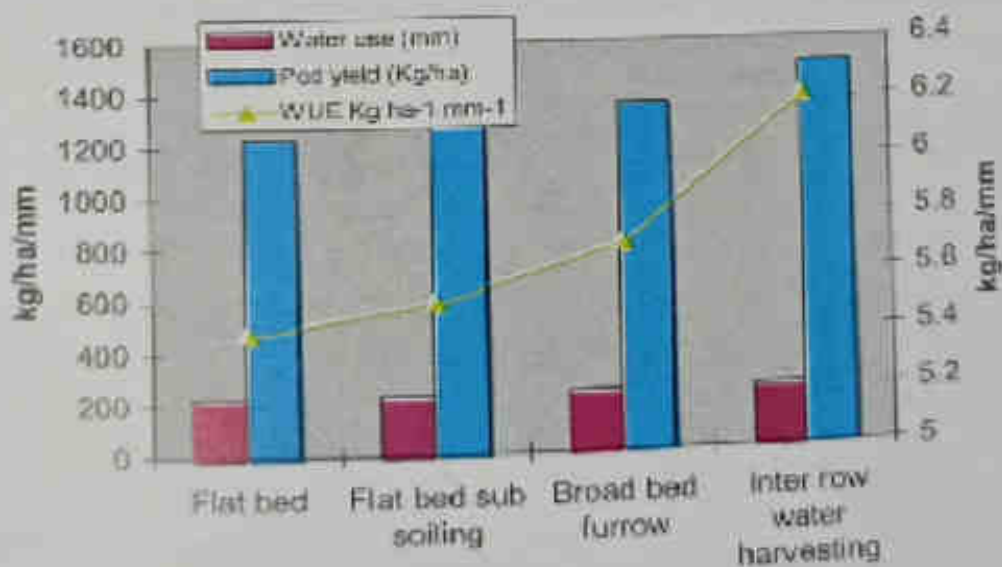 Water use (mm)
Pod yield (Kg/ha)
WUE Kg ha-1 mm-1
kg/ha/mm
1600
1400
1200
1000
800
600
400
200
0
6.4
6.2
6
5.8
5.6
5.4
5.2
5
kg/ha/mm
Flat bed
Flat bed sub
soiling
Broad bed
furrow
Inter row
water
harvesting